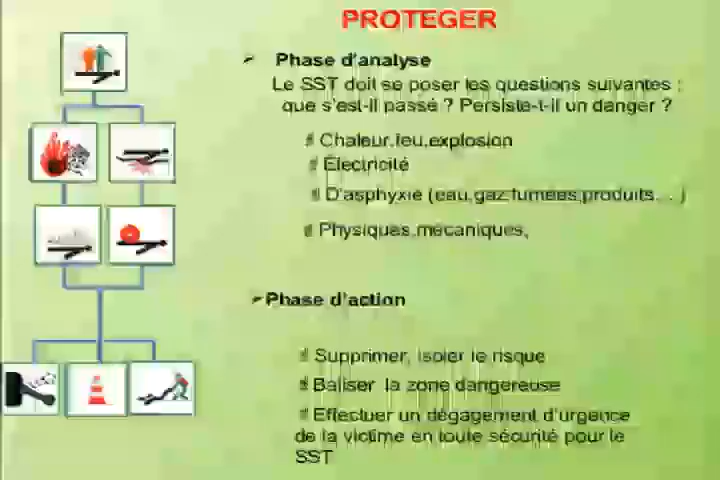 PROTEGER
Phase d'analyse
Le SST doit se poser les questions suivantes :
que s'est-il passé ? Persiste-t-il un danger ?
Chaleur,feu,explosion
Electricité
D'asphyxie (eau,gaz,fumées,produits…)
Physiques,mécaniques,
Phase d'action
Supprimer, isoler le risque
Baliser la zone dangereuse
Effectuer un dégagement d'urgence
de la victime en toute sécurité pour le
SST